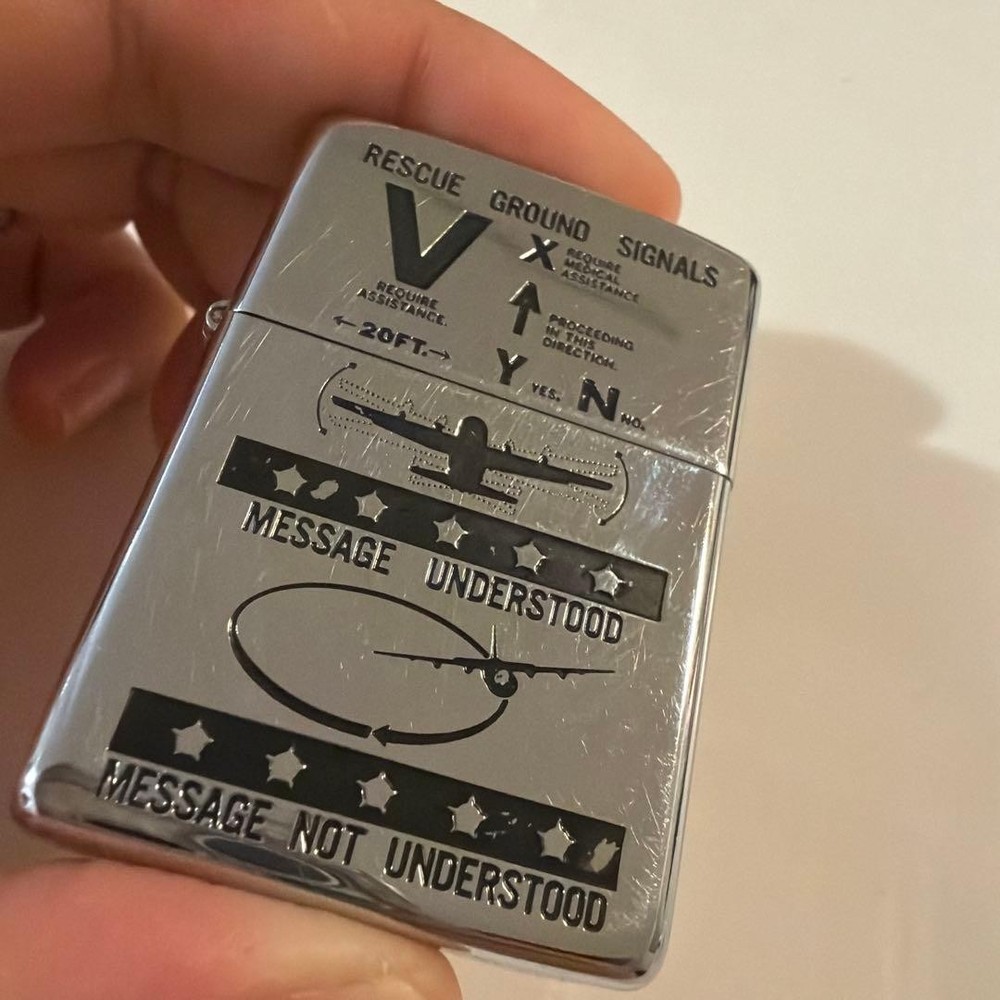 RESCUE GROUND SIGNALS
V
REQUIRE
ASSISTANCE.
←20FT.→
X REQUIRE
MEDICAL
ASSISTANCE
↑ PROCEEDING
IN THIS
DIRECTION.
Y YES. N NO.
MESSAGE UNDERSTOOD
MESSAGE NOT UNDERSTOOD